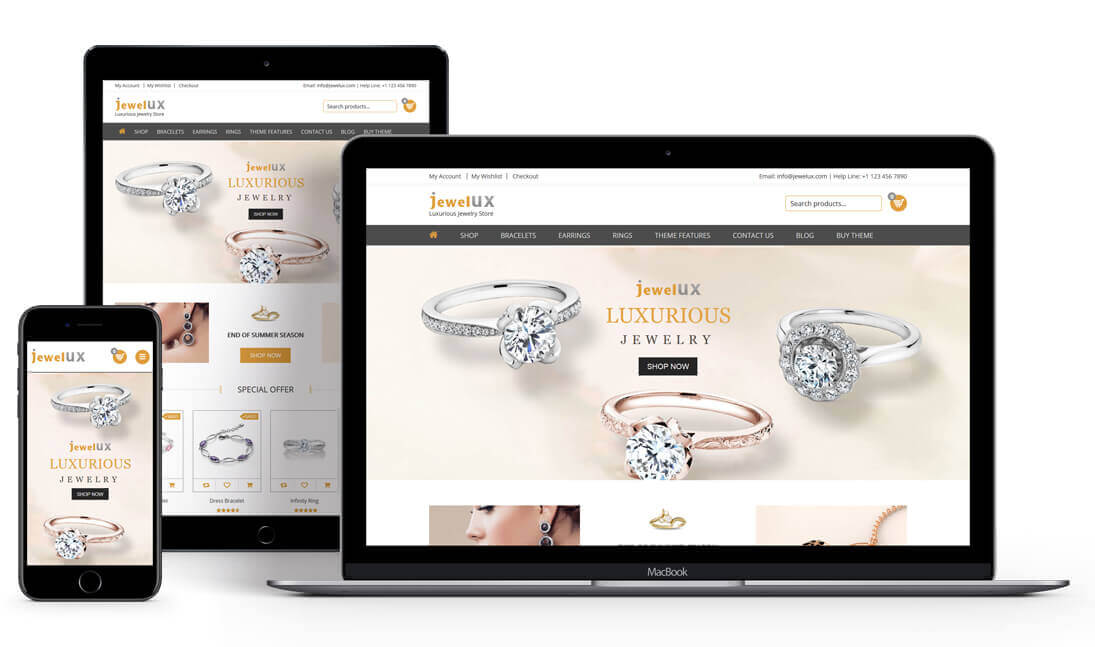 My Account | My Wishlist | Checkout
Email: info@jewelux.com | Help Line: +1 123 456 7890
jewelux
Luxurious Jewelry Store
Search products...
0
SHOP BRACELETS EARRINGS RINGS THEME FEATURES CONTACT US BLOG BUY THEME
jewelux
LUXURIOUS
JEWELRY
SHOP NOW
END OF SUMMER SEASON
SHOP NOW
SPECIAL OFFER
Dress Bracelet
Infinity Ring
jewelux
0
jewelux
LUXURIOUS
JEWELRY
SHOP NOW
My Account | My Wishlist | Checkout
Email: info@jewelux.com | Help Line: +1 123 456 7890
jewelux
Luxurious Jewelry Store
Search products...
0
SHOP BRACELETS EARRINGS RINGS THEME FEATURES CONTACT US BLOG BUY THEME
jewelux
LUXURIOUS
JEWELRY
SHOP NOW
MacBook